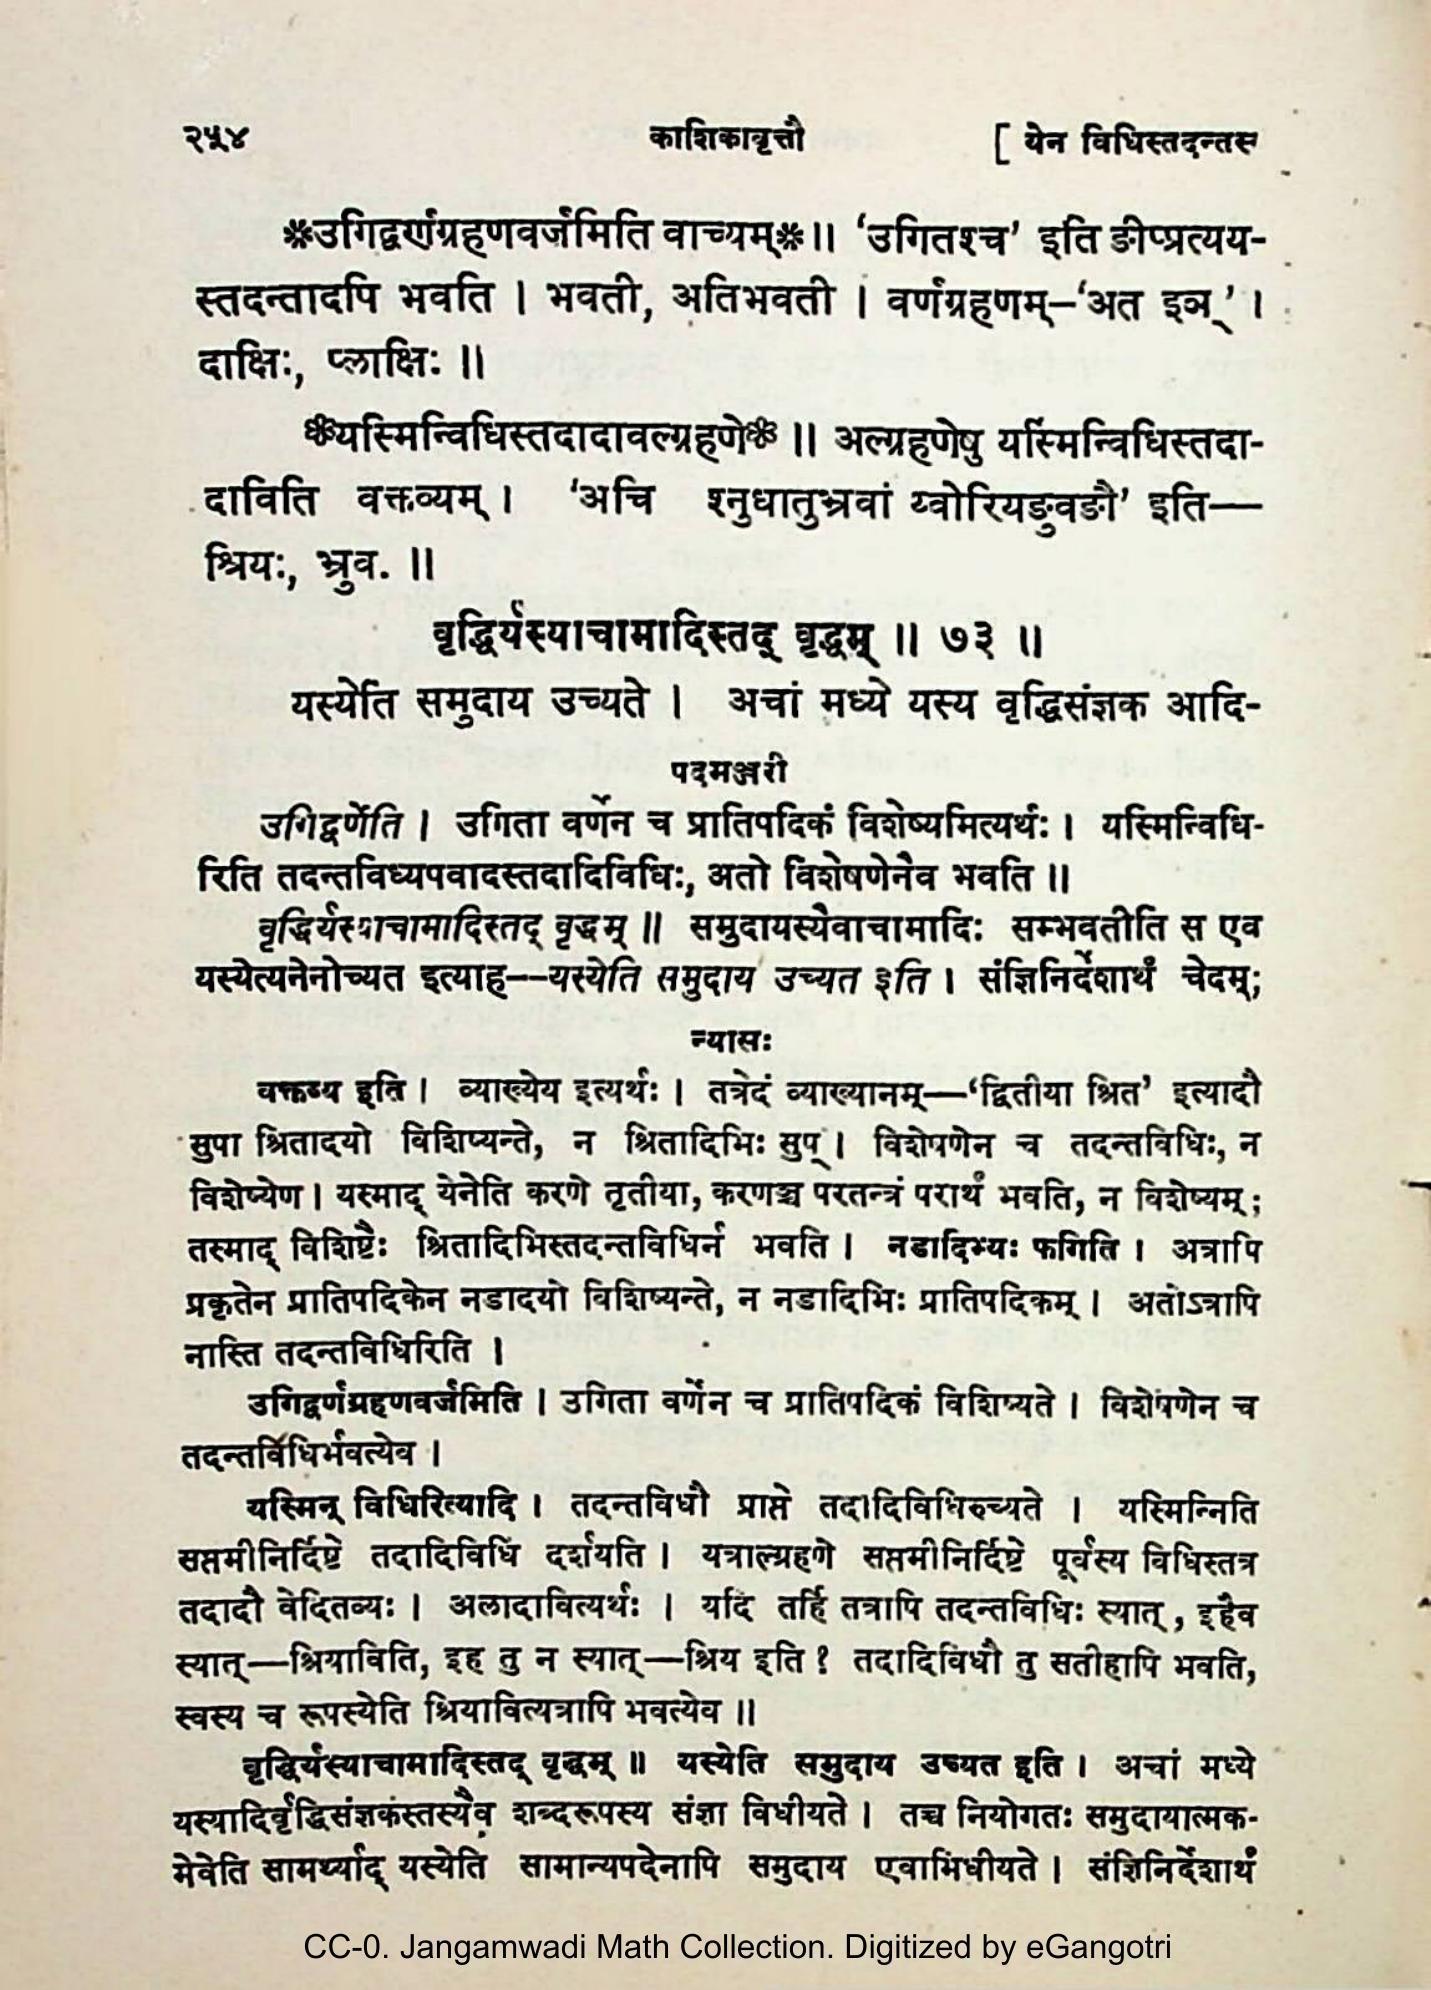 २५४ काशिकावृत्तौ [ येन विधिस्तदन्तस
❋उगिद्वर्णग्रहणवर्जमिति वाच्यम्❋॥ ‘उगितश्च’ इति ङीप्प्रत्यय-
स्तदन्तादपि भवति । भवती, अतिभवती । वर्णग्रहणम्—‘अत इञ्’ ।
दाक्षिः, प्लाक्षिः ॥
❋यस्मिन्विधिस्तदादावल्ग्रहणे❋ ॥ अल्ग्रहणेषु यस्मिन्विधिस्तदा-
दाविति वक्तव्यम् । ‘अचि श्नुधातुभ्रुवां य्वोरियङुवङौ’ इति—
श्रियः, भ्रुव. ॥
वृद्धिर्यस्याचामादिस्तद् वृद्धम् ॥ ७३ ॥
यस्येति समुदाय उच्यते । अचां मध्ये यस्य वृद्धिसंज्ञक आदि-
पदमञ्जरी
उगिद्वर्णेति । उगिता वर्णेन च प्रातिपदिकं विशेष्यमित्यर्थः । यस्मिन्विधि-
रिति तदन्तविध्यपवादस्तदादिविधिः, अतो विशेषणेनैव भवति ॥
वृद्धिर्यस्याचामादिस्तद् वृद्धम् ॥ समुदायस्यैवाचामादिः सम्भवतीति स एव
यस्येत्यनेनोच्यत इत्याह--यस्येति समुदाय उच्यत इति । संज्ञिनिर्देशार्थं चेदम्;
न्यासः
वक्तव्य इति । व्याख्येय इत्यर्थः । तत्रेदं व्याख्यानम्—‘द्वितीया श्रित’ इत्यादौ
सुपा श्रितादयो विशिष्यन्ते, न श्रितादिभिः सुप् । विशेषणेन च तदन्तविधिः, न
विशेष्येण । यस्माद् येनेति करणे तृतीया, करणञ्च परतन्त्रं परार्थं भवति, न विशेष्यम्;
तस्माद् विशिष्टैः श्रितादिभिस्तदन्तविधिर्न भवति । नडादिभ्यः फगिति । अत्रापि
प्रकृतेन प्रातिपदिकेन नडादयो विशिष्यन्ते, न नडादिभिः प्रातिपदिकम् । अतोऽत्रापि
नास्ति तदन्तविधिरिति ।
उगिद्वर्णग्रहणवर्जमिति । उगिता वर्णेन च प्रातिपदिकं विशिष्यते । विशेषणेन च
तदन्तविधिर्भवत्येव ।
यस्मिन् विधिरित्यादि । तदन्तविधौ प्राप्ते तदादिविधिरुच्यते । यस्मिन्निति
सप्तमीनिर्दिष्टे तदादिविधिं दर्शयति । यत्राल्ग्रहणे सप्तमीनिर्दिष्टे पूर्वस्य विधिस्तत्र
तदादौ वेदितव्यः । अलादावित्यर्थः । यदि तर्हि तत्रापि तदन्तविधिः स्यात्, इहैव
स्यात्—श्रियाविति, इह तु न स्यात्—श्रिय इति ? तदादिविधौ तु सतीहापि भवति,
स्वस्य च रूपस्येति श्रियावित्यत्रापि भवत्येव ॥
वृद्धिर्यस्याचामादिस्तद् वृद्धम् ॥ यस्येति समुदाय उच्यत इति । अचां मध्ये
यस्यादिर्वृद्धिसंज्ञकस्तस्यैव शब्दरूपस्य संज्ञा विधीयते । तच्च नियोगतः समुदायात्मक-
मेवेति सामर्थ्याद् यस्येति सामान्यपदेनापि समुदाय एवाभिधीयते । संज्ञिनिर्देशार्थं
CC-0. Jangamwadi Math Collection. Digitized by eGangotri